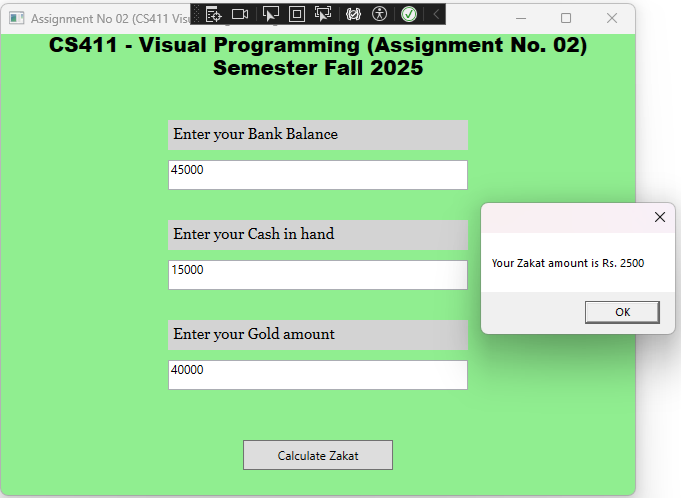 Assignment No 02 (CS411 Visu
CS411 - Visual Programming (Assignment No. 02)
Semester Fall 2025
Enter your Bank Balance
45000
Enter your Cash in hand
15000
Your Zakat amount is Rs. 2500
OK
Enter your Gold amount
40000
Calculate Zakat